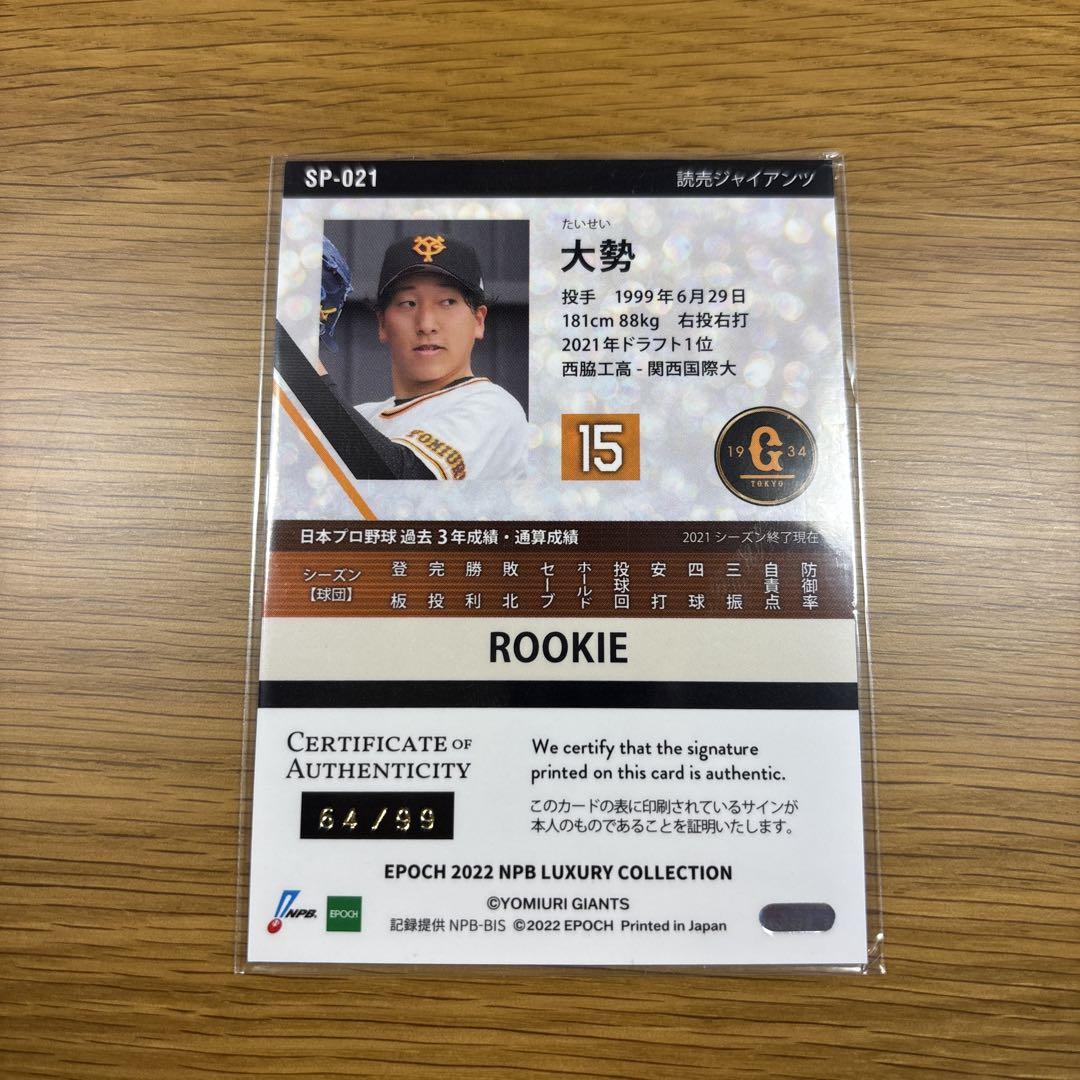 SP-021
読売ジャイアンツ
たいせい
大勢
投手 1999年6月29日
181cm 88kg 右投右打
2021年ドラフト1位
西脇工高 - 関西国際大
YOMIURI
15
19 G 34
TOKYO
日本プロ野球 過去 3年成績・通算成績
2021 シーズン終了現在
シーズン【球団】 登板 完投 勝利 敗北 セーブ ホールド 投球回 安打 四球 三振 自責点 防御率
ROOKIE
CERTIFICATE OF
AUTHENTICITY
64/99
We certify that the signature
printed on this card is authentic.
このカードの表に印刷されているサインが
本人のものであることを証明いたします。
EPOCH 2022 NPB LUXURY COLLECTION
©YOMIURI GIANTS
NPB.
EPOCH
記録提供 NPB-BIS ©2022 EPOCH Printed in Japan